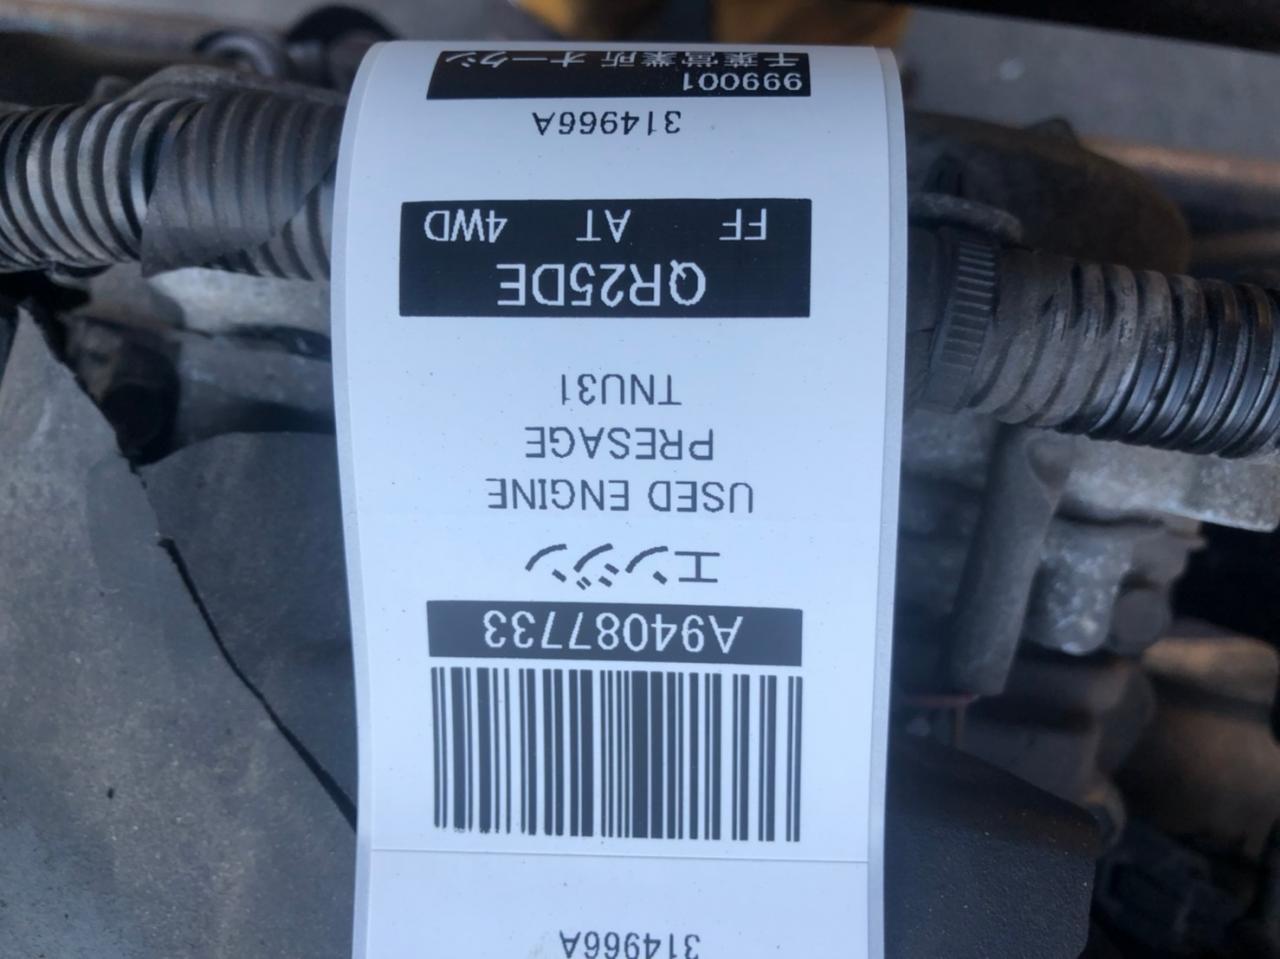 A94087733
エンジン
USED ENGINE
PRESAGE
TNU31
QR25DE
FF AT 4WD
314966A
999001
千葉営業所 オークン
314966A